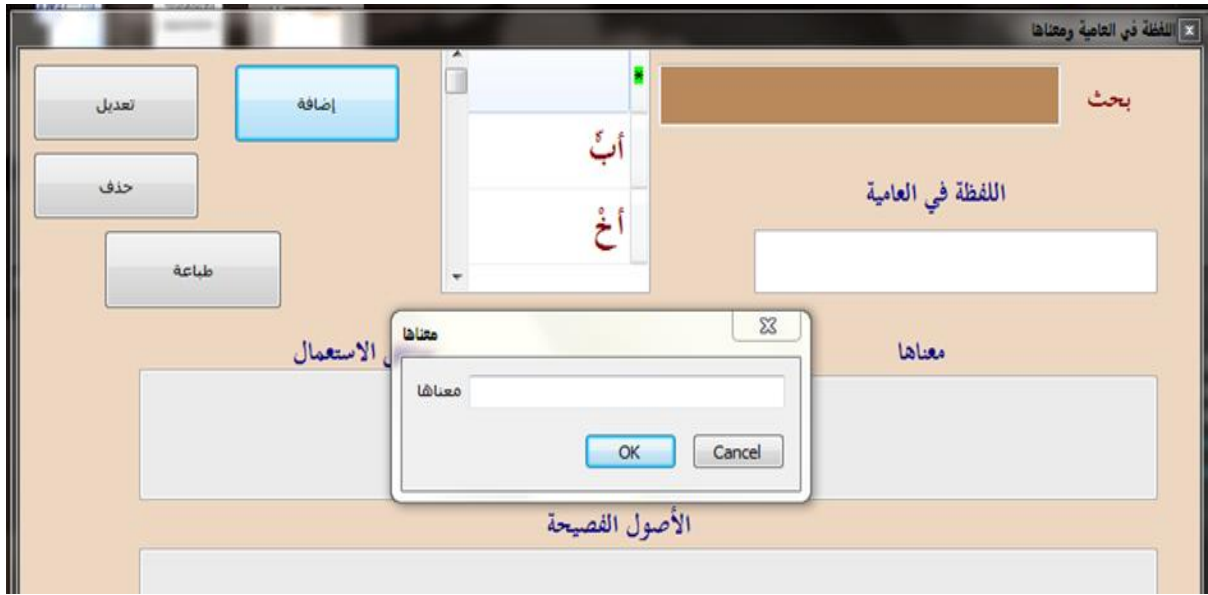 اللفظة في العامية ومعناها
بحث
*
إضافة
تعديل
أبٌ
حذف
اللفظة في العامية
أخْ
طباعة
معناها
الاستعمال
معناها
معناها
OK
Cancel
الأصول الفصيحة